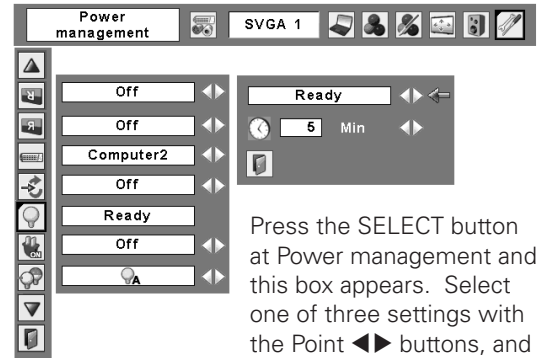 Power
management
SVGA 1
Off
Off
Computer2
Off
Ready
Off
A
Ready
5 Min
R
R
ON
Press the SELECT button
at Power management and
this box appears. Select
one of three settings with
the Point ◀▶ buttons, and